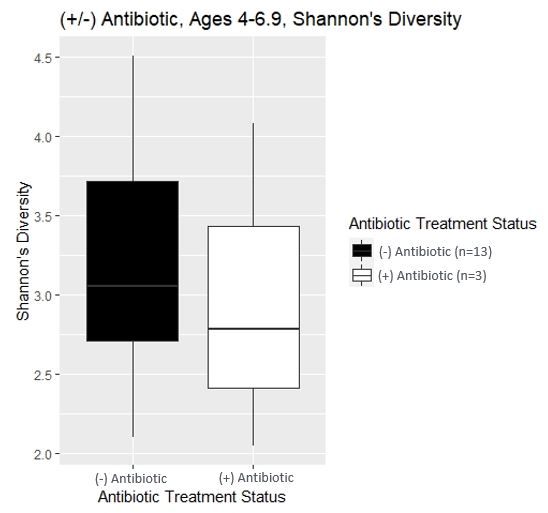 (+/-) Antibiotic, Ages 4-6.9, Shannon's Diversity
4.5
4.0
3.5
3.0
2.5
2.0
Shannon's Diversity
(-) Antibiotic
(+) Antibiotic
Antibiotic Treatment Status
Antibiotic Treatment Status
(-) Antibiotic (n=13)
(+) Antibiotic (n=3)